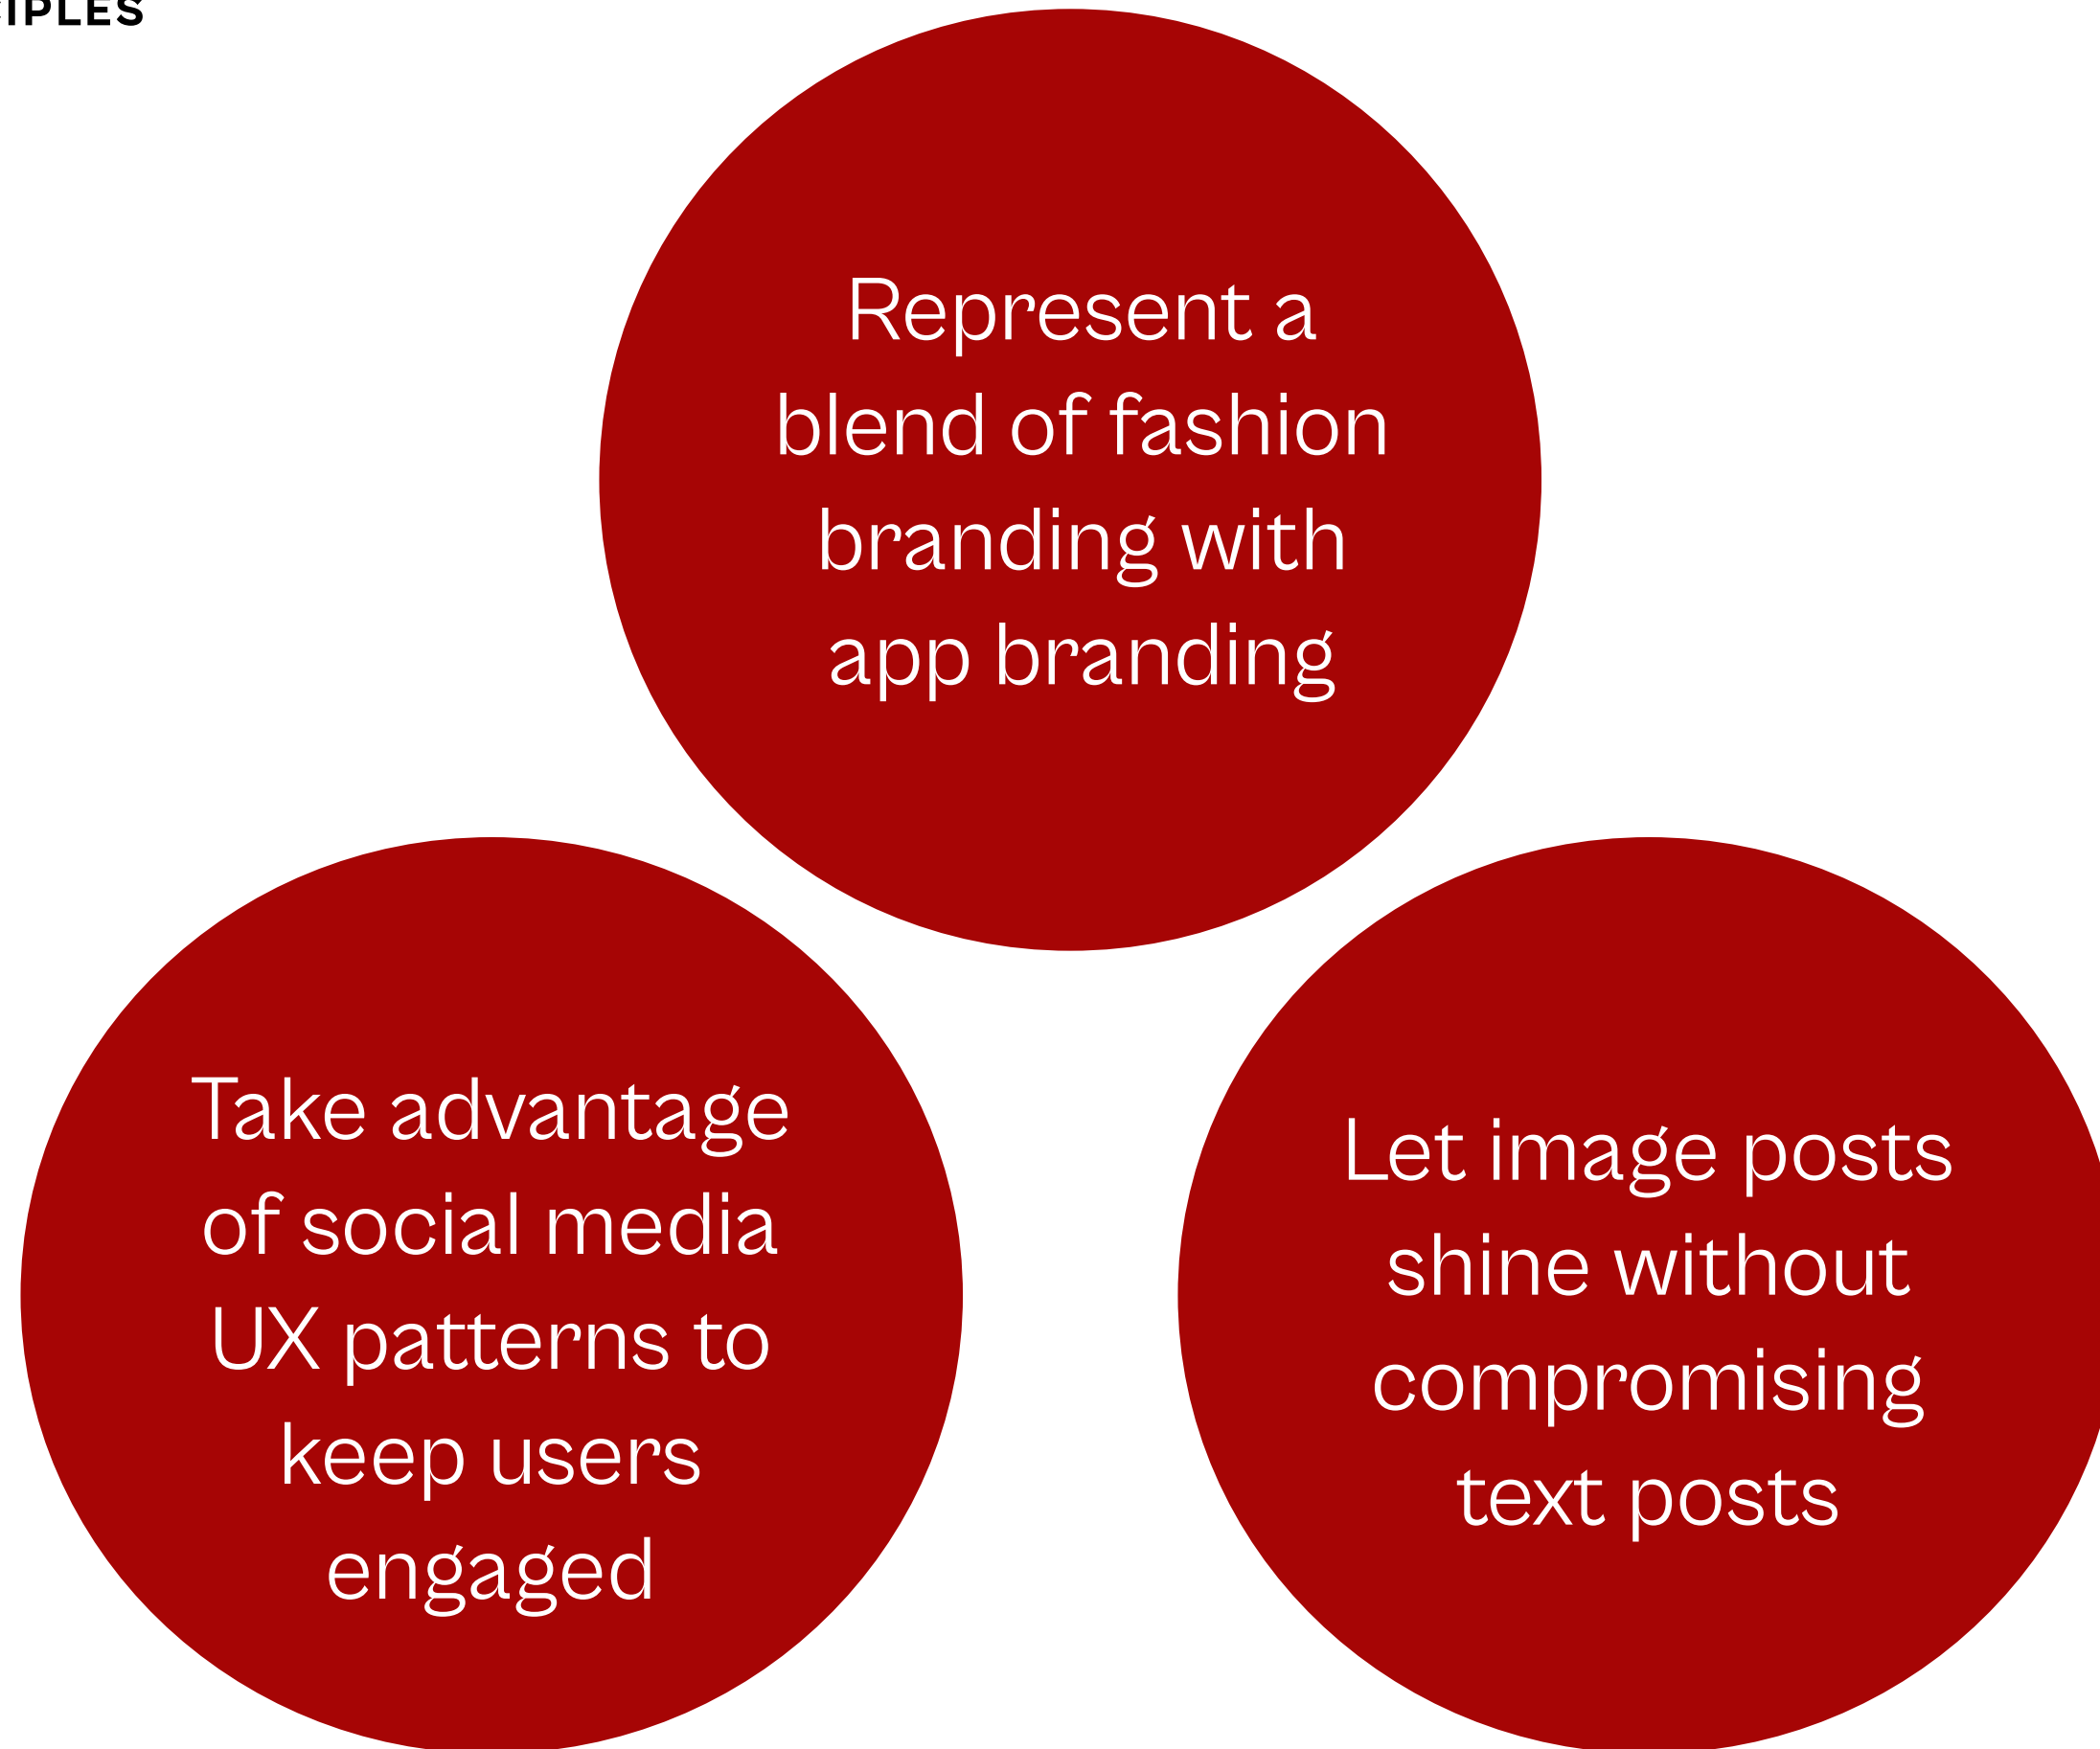 CIPLES
Represent a
blend of fashion
branding with
app branding
Take advantage
of social media
UX patterns to
keep users
engaged
Let image posts
shine without
compromising
text posts